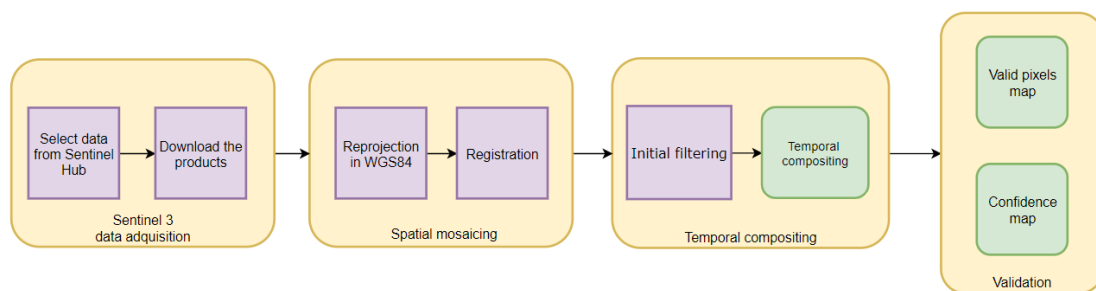 Select data
from Sentinel
Hub
Download the
products
Sentinel 3
data adquisition
Reprojection
in WGS84
Registration
Spatial mosaicing
Initial filtering
Temporal
compositing
Temporal compositing
Valid pixels
map
Confidence
map
Validation